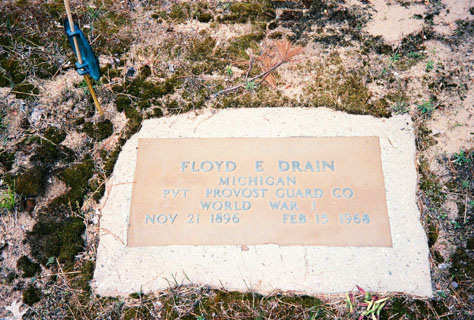 FLOYD E DRAIN
MICHIGAN
PVT PROVOST GUARD CO
WORLD WAR I
NOV 21 1896 FEB 15 1968